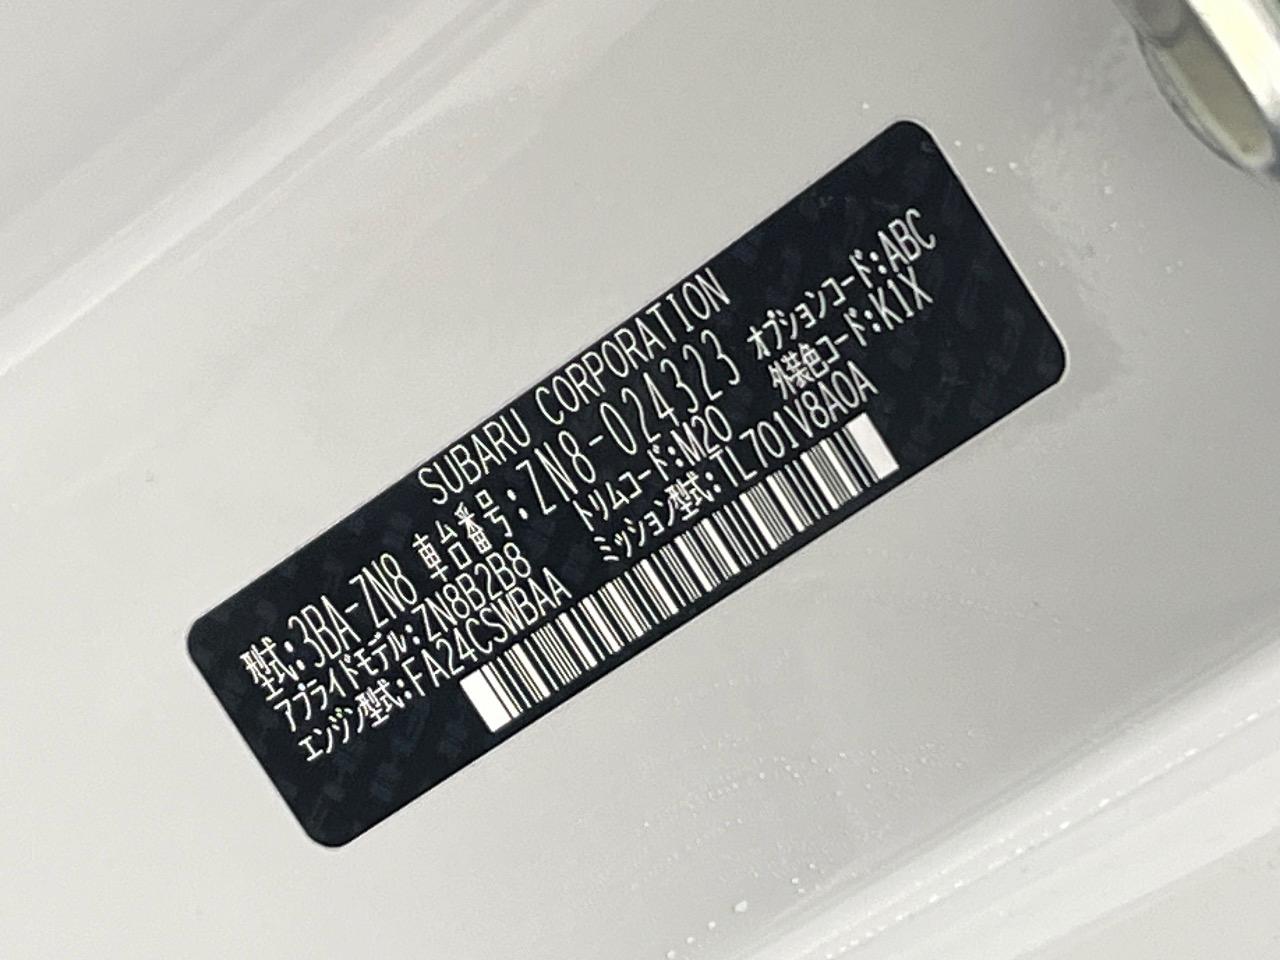 SUBARU CORPORATION
型式:3BA-ZN8 車台番号:ZN8-024323 オプションコード:ABC
アプライドモデル:ZN8B2B8 トリムコード:M20 外装色コード:K1X
エンジン型式:FA24CSWBAA ミッション型式:TL701V8A0A